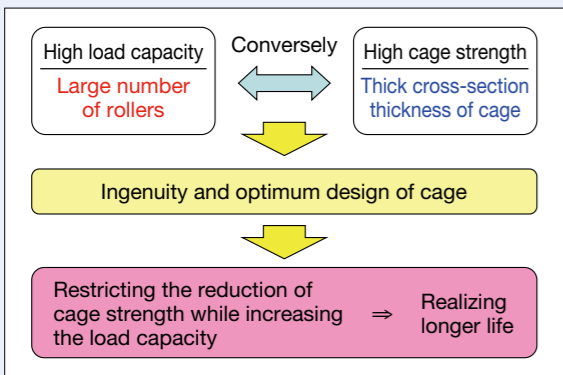 High load capacity
Large number
of rollers
Conversely
High cage strength
Thick cross-section
thickness of cage
Ingenuity and optimum design of cage
Restricting the reduction of
cage strength while increasing
the load capacity
⇒
Realizing
longer life